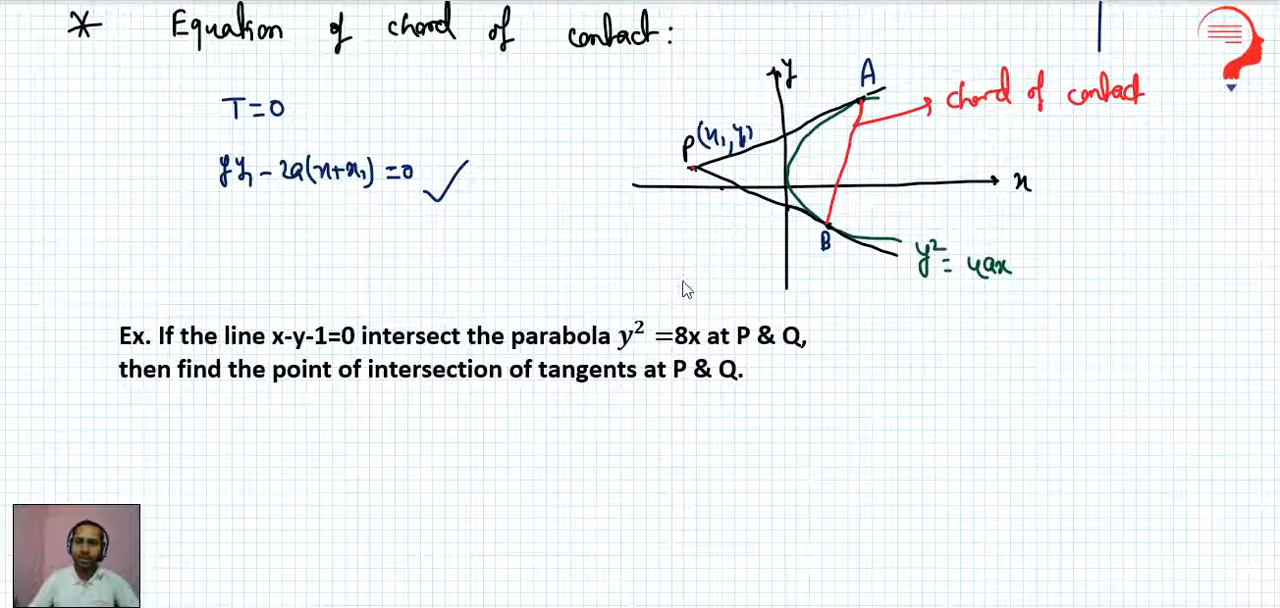 * Equation of chord of contact:
T=0
yy₁ - 2a(x+x₁) =0 ✓
y
A
chord of contact
P(x₁,y₁)
x
B
y² = 4ax
Ex. If the line x-y-1=0 intersect the parabola y² =8x at P & Q,
then find the point of intersection of tangents at P & Q.